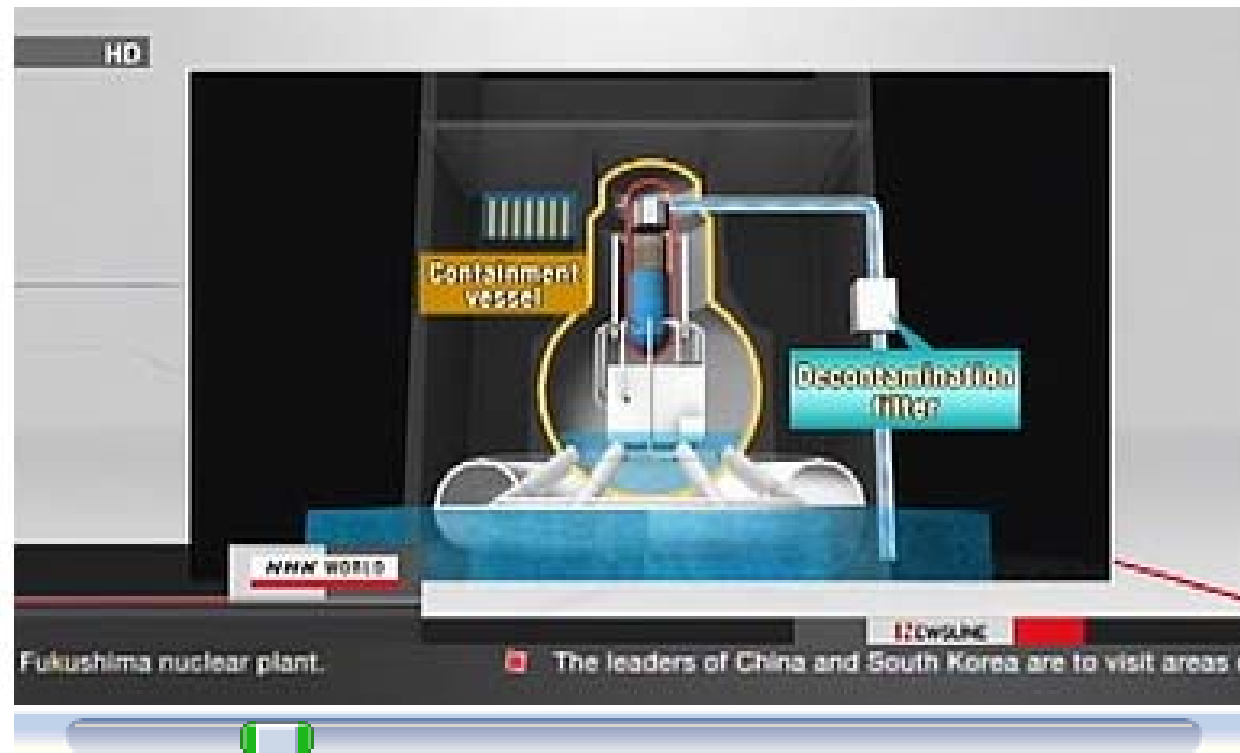 HD
Containment
vessel
Decontamination
filter
NHK WORLD
NEWSLINE
Fukushima nuclear plant.
The leaders of China and South Korea are to visit areas